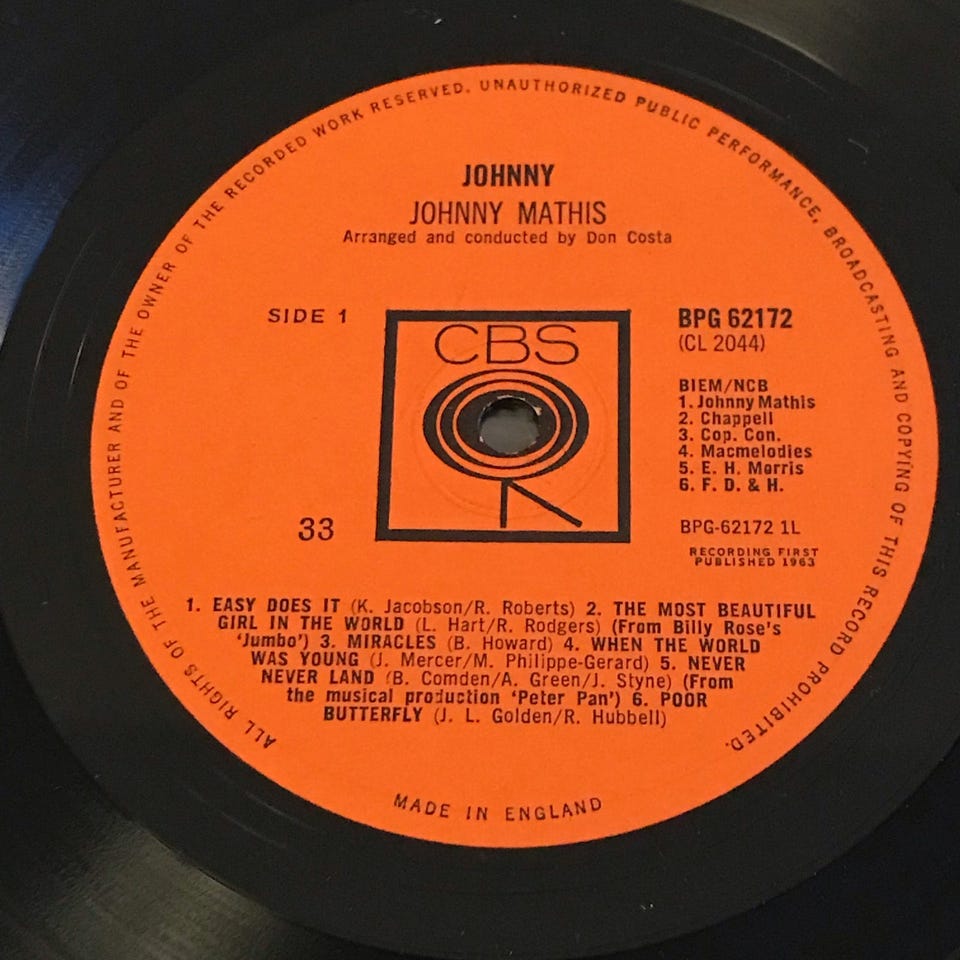 ALL RIGHTS OF THE MANUFACTURER AND OF THE OWNER OF THE RECORDED WORK RESERVED. UNAUTHORIZED PUBLIC PERFORMANCE, BROADCASTING AND COPYING OF THIS RECORD PROHIBITED.
JOHNNY
JOHNNY MATHIS
Arranged and conducted by Don Costa
SIDE 1
CBS
BPG 62172
(CL 2044)
BIEM/NCB
1. Johnny Mathis
2. Chappell
3. Cop. Con.
4. Macmelodies
5. E. H. Morris
6. F. D. & H.
33
BPG-62172 1L
RECORDING FIRST
PUBLISHED 1963
1. EASY DOES IT (K. Jacobson/R. Roberts) 2. THE MOST BEAUTIFUL
GIRL IN THE WORLD (L. Hart/R. Rodgers) (From Billy Rose's
'Jumbo') 3. MIRACLES (B. Howard) 4. WHEN THE WORLD
WAS YOUNG (J. Mercer/M. Philippe-Gerard) 5. NEVER
NEVER LAND (B. Comden/A. Green/J. Styne) (From
the musical production 'Peter Pan') 6. POOR
BUTTERFLY (J. L. Golden/R. Hubbell)
MADE IN ENGLAND